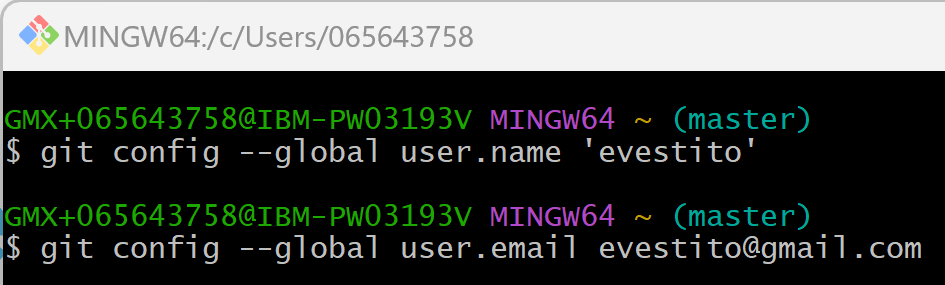 MINGW64:/c/Users/065643758
GMX+065643758@IBM-PW03193V MINGW64 ~ (master)
$ git config --global user.name 'evestito'
GMX+065643758@IBM-PW03193V MINGW64 ~ (master)
$ git config --global user.email evestito@gmail.com